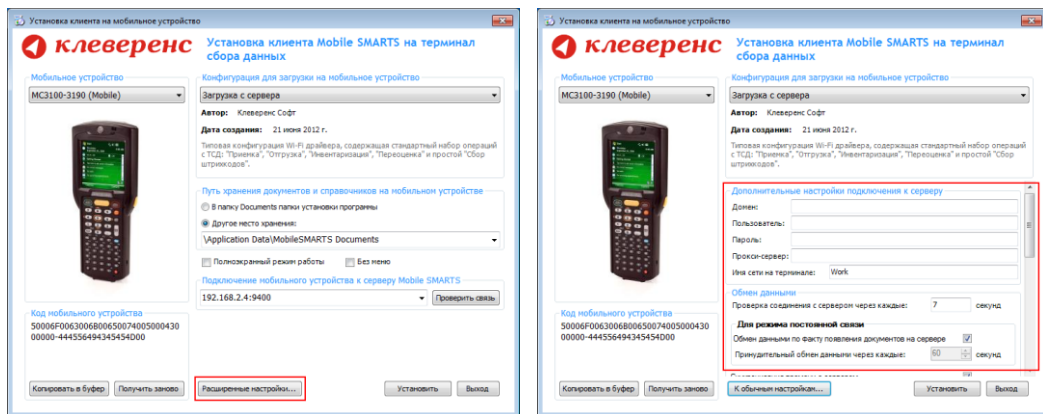 Установка клиента на мобильное устройство
клеверенс
Установка клиента Mobile SMARTS на терминал
сбора данных
Мобильное устройство
MC3100-3190 (Mobile)
Конфигурация для загрузки на мобильное устройство
Загрузка с сервера
Автор: Клеверенс Софт
Дата создания: 21 июня 2012 г.
Типовая конфигурация Wi-Fi драйвера, содержащая стандартный набор операций
с ТСД: "Приемка", "Отгрузка", "Инвентаризация", "Переоценка" и простой "Сбор
штрихкодов".
Путь хранения документов и справочников на мобильном устройстве
В папку Documents папки установки программы
Другое место хранения:
\Application Data\MobileSMARTS Documents
Полноэкранный режим работы
Без меню
Подключение мобильного устройства к серверу Mobile SMARTS
192.168.2.4:9400
Проверить связь
Код мобильного устройства
50006F0063006B00650074005000430
00000-444556494345454D00
Копировать в буфер
Получить заново
Расширенные настройки...
Установить
Выход
Установка клиента на мобильное устройство
клеверенс
Установка клиента Mobile SMARTS на терминал
сбора данных
Мобильное устройство
MC3100-3190 (Mobile)
Конфигурация для загрузки на мобильное устройство
Загрузка с сервера
Автор: Клеверенс Софт
Дата создания: 21 июня 2012 г.
Типовая конфигурация Wi-Fi драйвера, содержащая стандартный набор операций
с ТСД: "Приемка", "Отгрузка", "Инвентаризация", "Переоценка" и простой "Сбор
штрихкодов".
Дополнительные настройки подключения к серверу
Домен:
Пользователь:
Пароль:
Прокси-сервер:
Имя сети на терминале: Work
Обмен данными
Проверка соединения с сервером через каждые: 7 секунд
Для режима постоянной связи
Обмен данными по факту появления документов на сервере
Принудительный обмен данными через каждые: 60 секунд
Код мобильного устройства
50006F0063006B00650074005000430
00000-444556494345454D00
Копировать в буфер
Получить заново
К обычным настройкам...
Установить
Выход